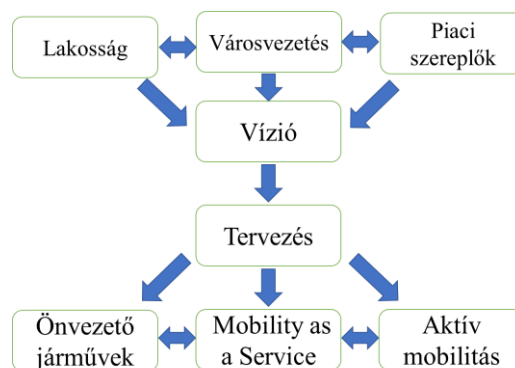 Lakosság
Városvezetés
Piaci
szereplők
Vízió
Tervezés
Önvezető
járművek
Mobility as
a Service
Aktív
mobilitás